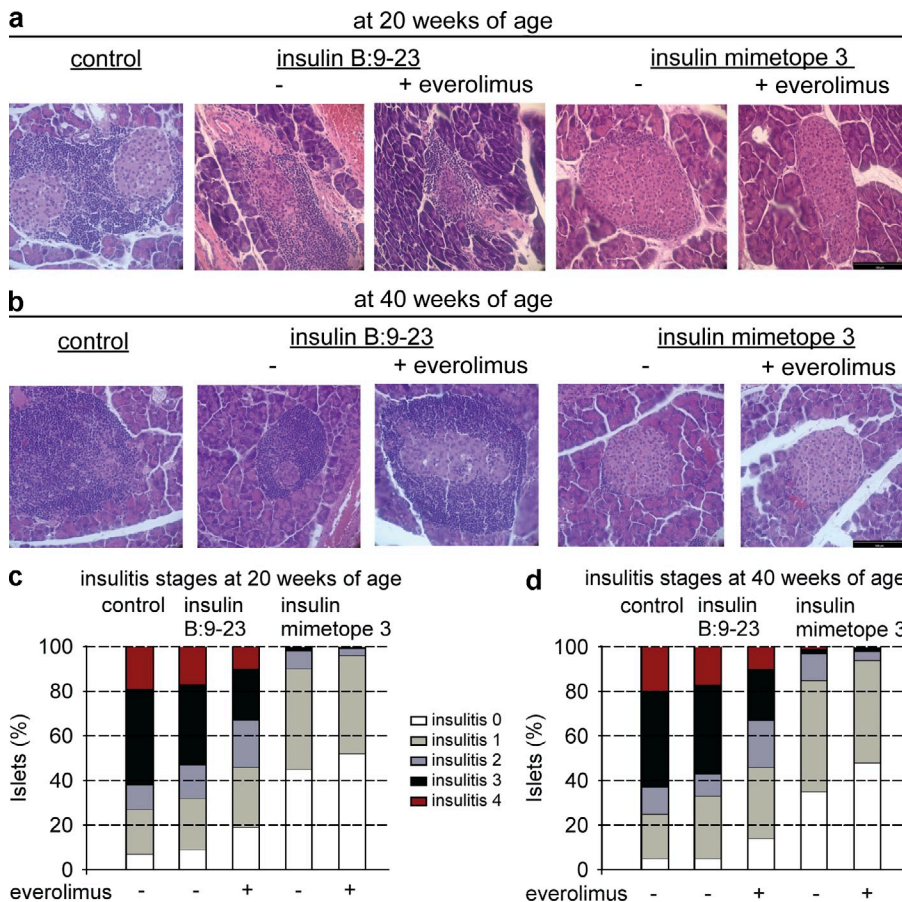 a
at 20 weeks of age
control insulin B:9-23 insulin mimetope 3
- + everolimus - + everolimus
b
at 40 weeks of age
control insulin B:9-23 insulin mimetope 3
- + everolimus - + everolimus
c insulitis stages at 20 weeks of age
control insulin B:9-23 insulin mimetope 3
Islets (%)
100
80
60
40
20
0
everolimus - - + - +
insulitis 0
insulitis 1
insulitis 2
insulitis 3
insulitis 4
d insulitis stages at 40 weeks of age
control insulin B:9-23 insulin mimetope 3
Islets (%)
100
80
60
40
20
0
everolimus - - + - +